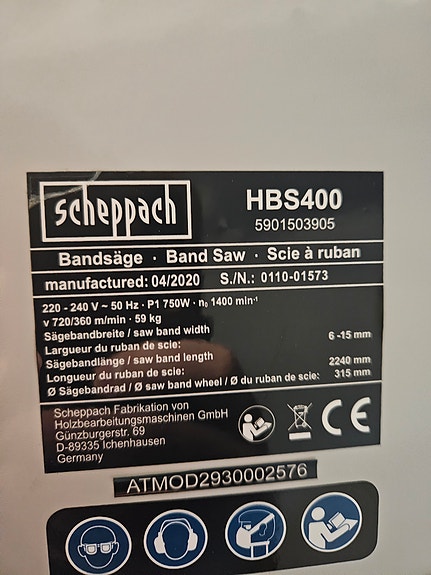 scheppach
HBS400
5901503905
Bandsäge · Band Saw · Scie à ruban
manufactured: 04/2020 S./N.: 0110-01573
220 - 240 V ~ 50 Hz · P1 750W · n₀ 1400 min⁻¹
v 720/360 m/min · 59 kg
Sägebandbreite / saw band width
Largeur du ruban de scie: 6 -15 mm
Sägebandlänge / saw band length
Longueur du ruban de scie: 2240 mm
Ø Sägebandrad / Ø saw band wheel / Ø du ruban de scie: 315 mm
Scheppach Fabrikation von
Holzbearbeitungsmaschinen GmbH
Günzburgerstr. 69
D-89335 Ichenhausen
Germany
CE
ATMOD2930002576